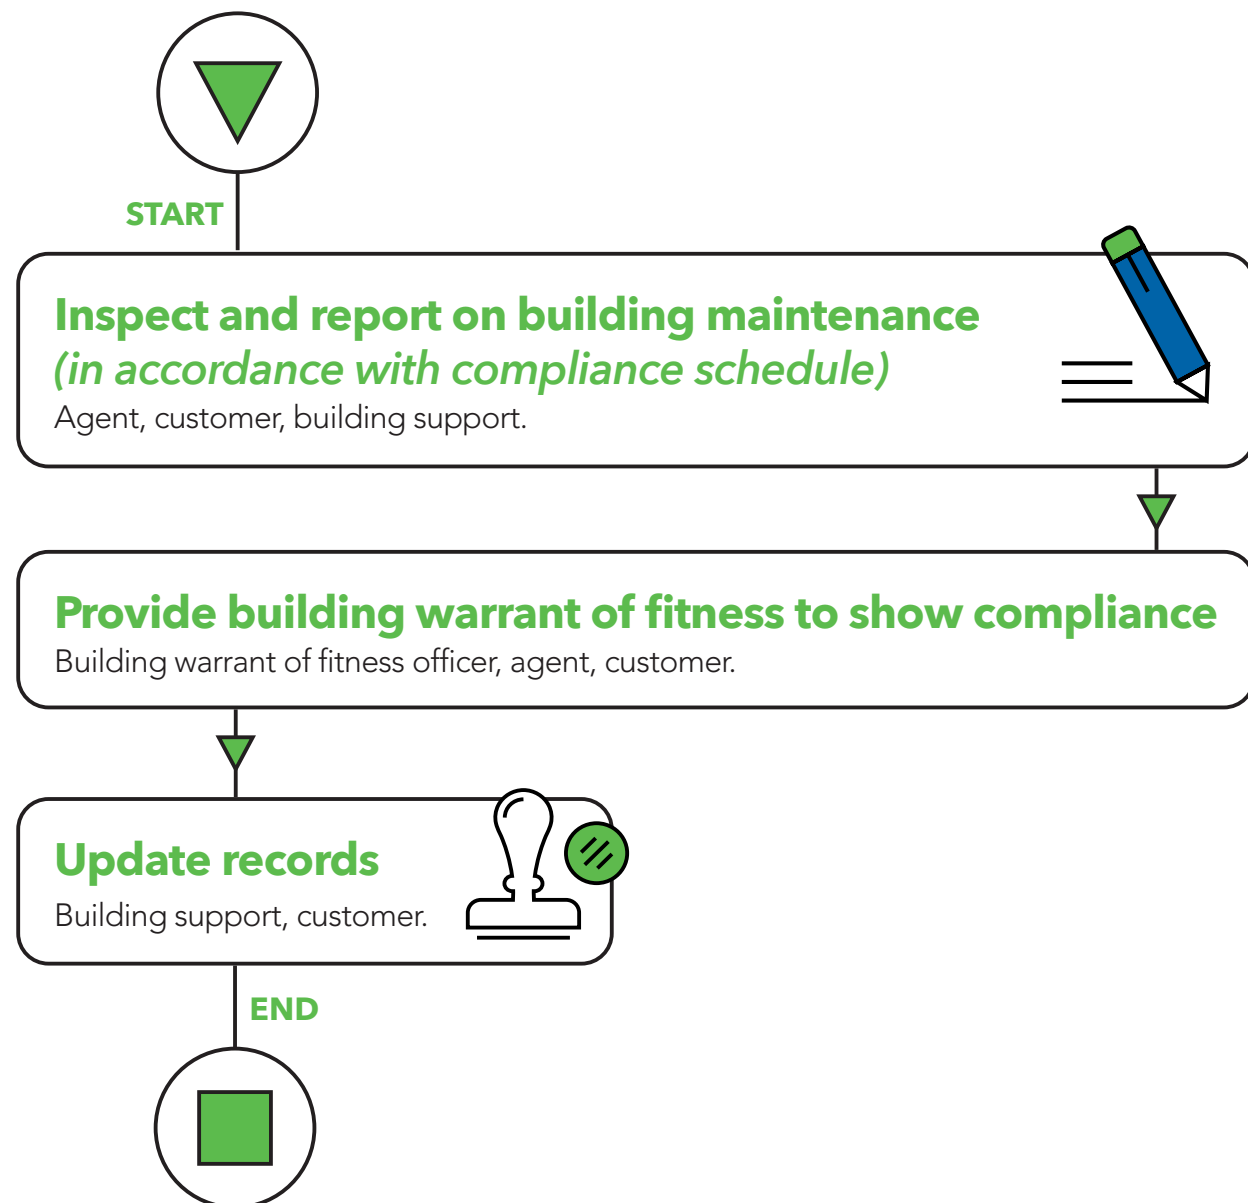 START
Inspect and report on building maintenance
(in accordance with compliance schedule)
Agent, customer, building support.
Provide building warrant of fitness to show compliance
Building warrant of fitness officer, agent, customer.
Update records
Building support, customer.
END